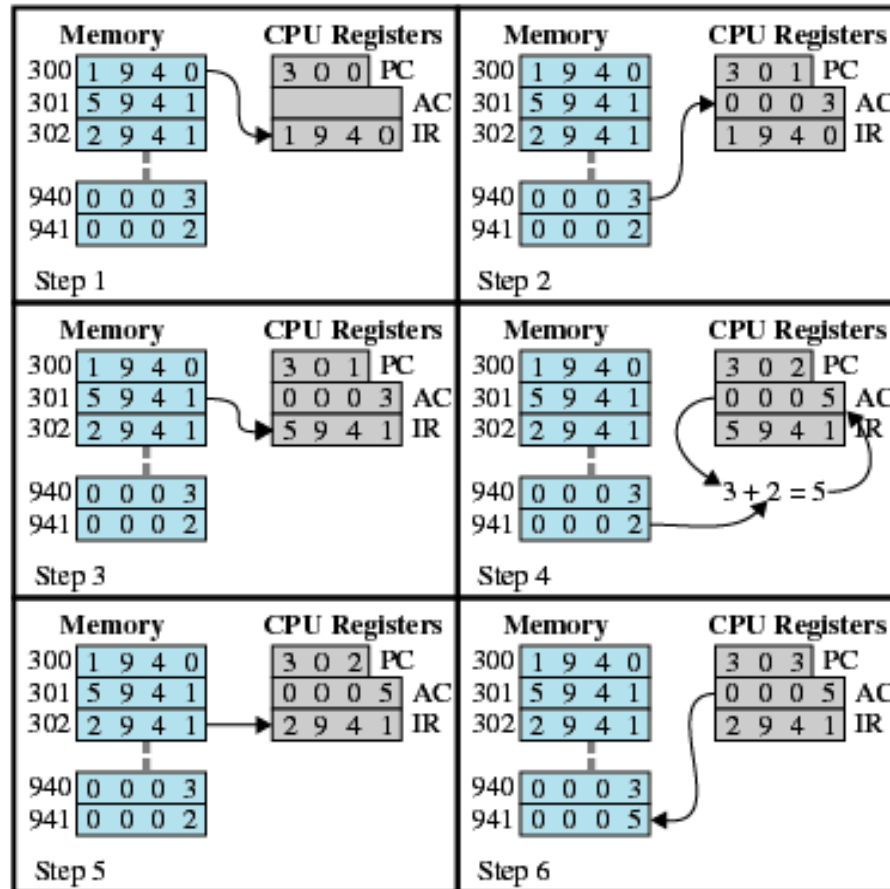 Memory CPU Registers
300 1 9 4 0 3 0 0 PC
301 5 9 4 1 AC
302 2 9 4 1 1 9 4 0 IR
940 0 0 0 3
941 0 0 0 2
Step 1
Memory CPU Registers
300 1 9 4 0 3 0 1 PC
301 5 9 4 1 0 0 0 3 AC
302 2 9 4 1 1 9 4 0 IR
940 0 0 0 3
941 0 0 0 2
Step 2
Memory CPU Registers
300 1 9 4 0 3 0 1 PC
301 5 9 4 1 0 0 0 3 AC
302 2 9 4 1 5 9 4 1 IR
940 0 0 0 3
941 0 0 0 2
Step 3
Memory CPU Registers
300 1 9 4 0 3 0 2 PC
301 5 9 4 1 0 0 0 5 AC
302 2 9 4 1 5 9 4 1 IR
940 0 0 0 3 3 + 2 = 5
941 0 0 0 2
Step 4
Memory CPU Registers
300 1 9 4 0 3 0 2 PC
301 5 9 4 1 0 0 0 5 AC
302 2 9 4 1 2 9 4 1 IR
940 0 0 0 3
941 0 0 0 2
Step 5
Memory CPU Registers
300 1 9 4 0 3 0 3 PC
301 5 9 4 1 0 0 0 5 AC
302 2 9 4 1 2 9 4 1 IR
940 0 0 0 3
941 0 0 0 5
Step 6